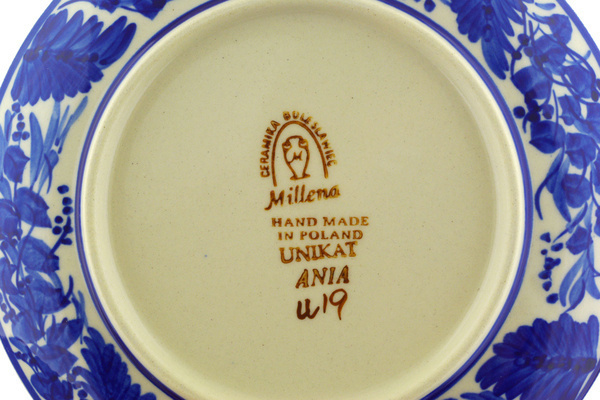 CERAMIKA BOLESŁAWIEC
Millena
HAND MADE
IN POLAND
UNIKAT
ANIA
U19